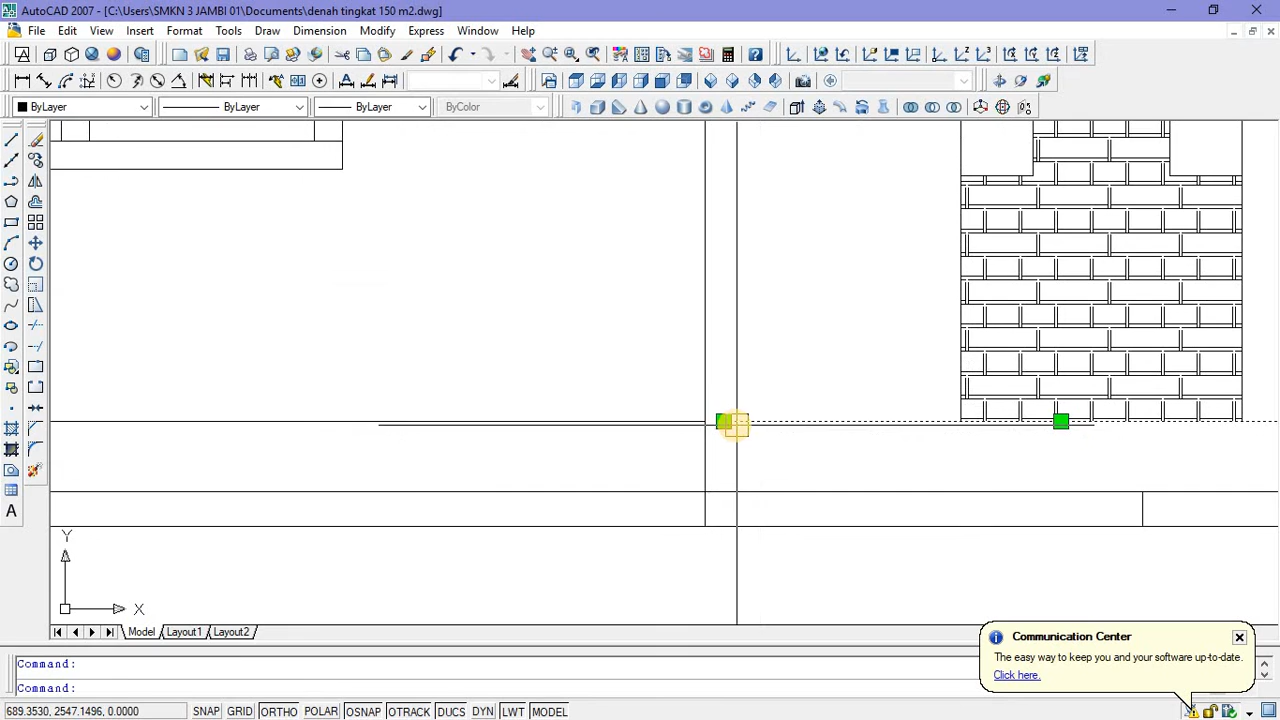 AutoCAD 2007 - [C:\Users\SMKN 3 JAMBI 01\Documents\denah tingkat 150 m2.dwg]
File Edit View Insert Format Tools Draw Dimension Modify Express Window Help
ByLayer ByLayer ByLayer ByColor
A
Y
X
Model Layout1 Layout2
Communication Center
The easy way to keep you and your software up-to-date.
Click here.
Command:
Command:
689.3530, 2547.1496, 0.0000 SNAP GRID ORTHO POLAR OSNAP OTRACK DUCS DYN LWT MODEL